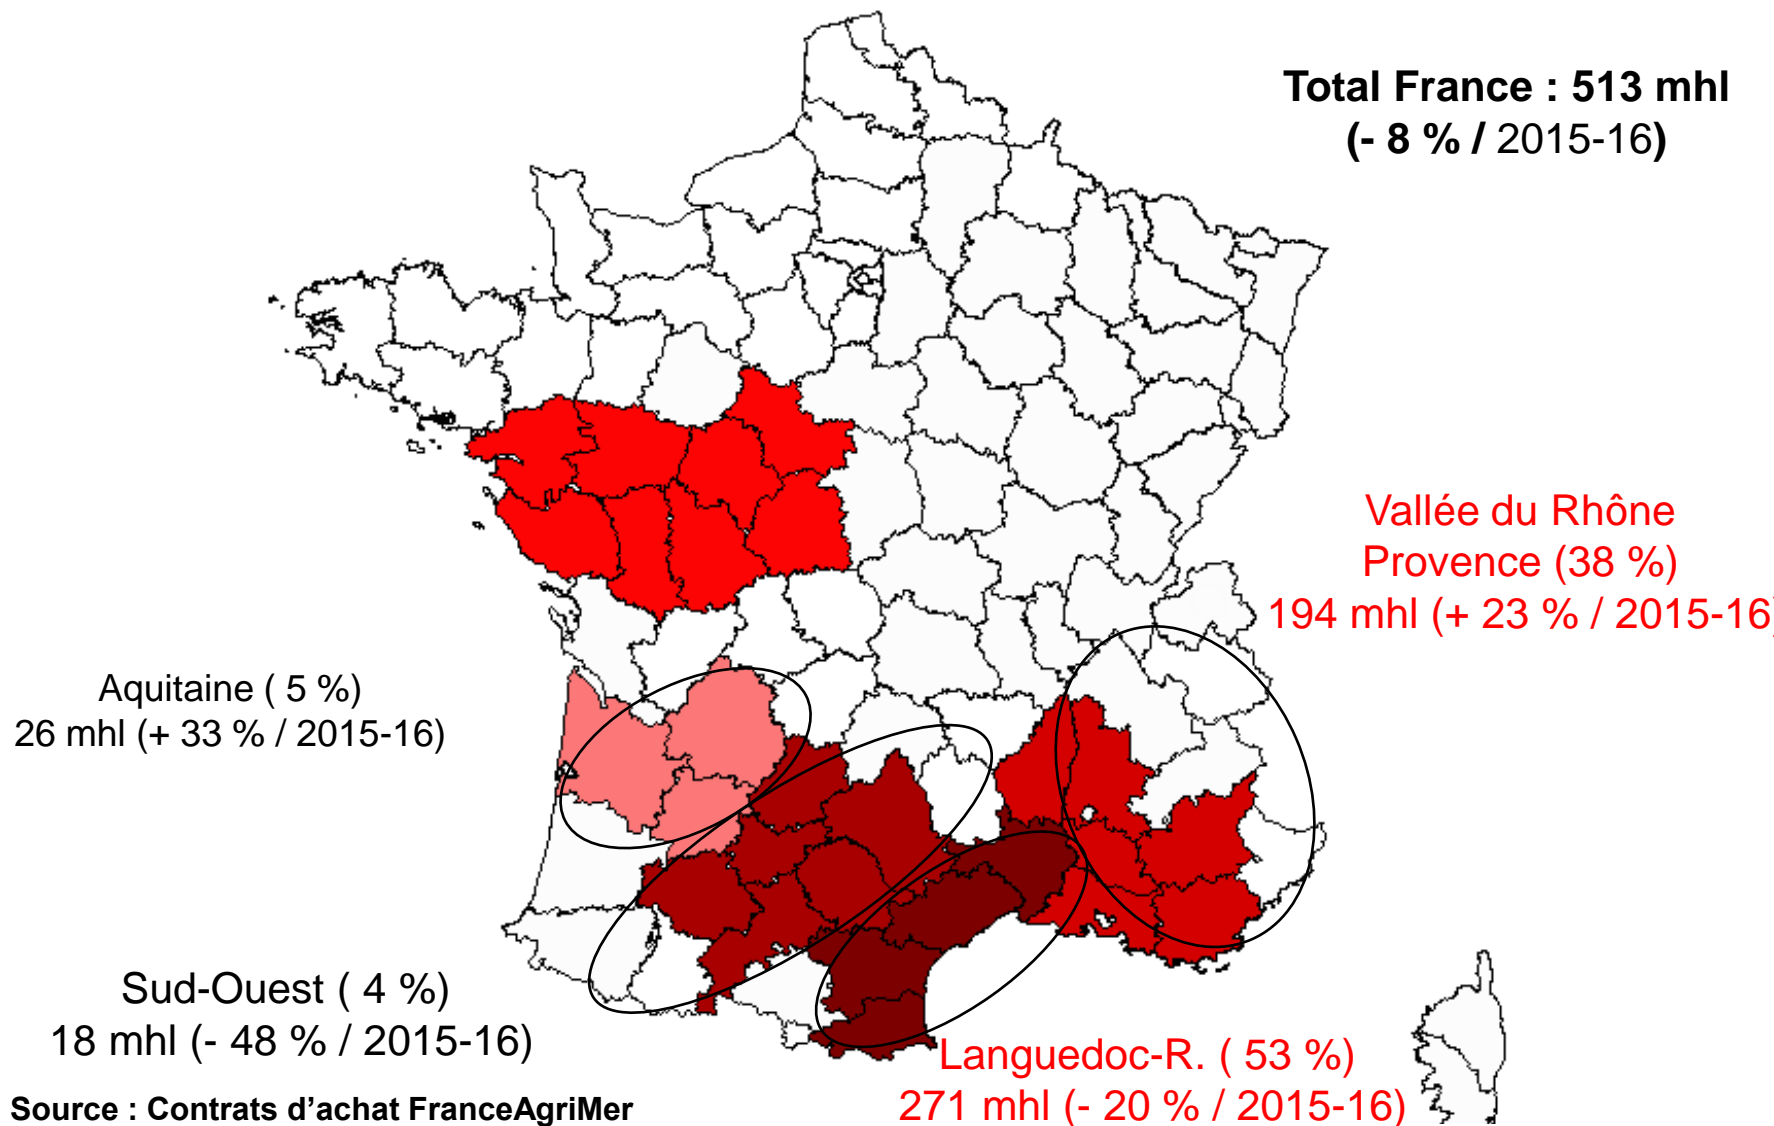 Total France : 513 mhl
(- 8 % / 2015-16)
Vallée du Rhône
Provence (38 %)
194 mhl (+ 23 % / 2015-16)
Aquitaine ( 5 %)
26 mhl (+ 33 % / 2015-16)
Sud-Ouest ( 4 %)
18 mhl (- 48 % / 2015-16)
Languedoc-R. ( 53 %)
271 mhl (- 20 % / 2015-16)
Source : Contrats d’achat FranceAgriMer